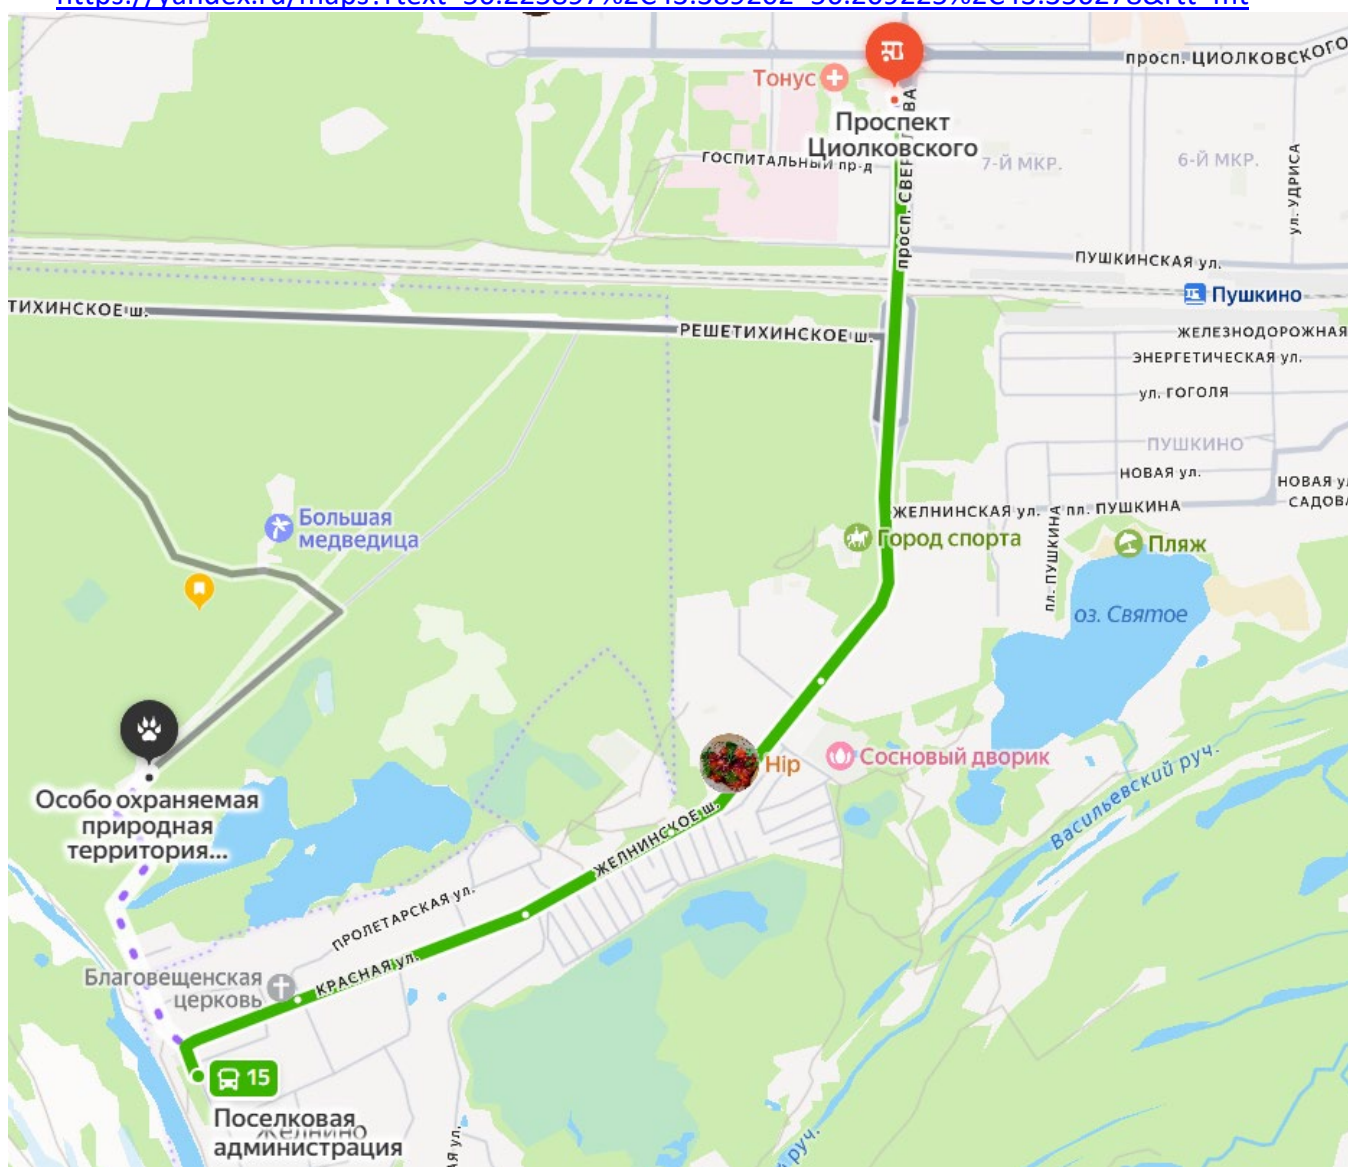 просп. ЦИОЛКОВСКОГО
Тонус
Проспект
Циолковского
ГОСПИТАЛЬНЫЙ пр-д
7-Й МКР.
6-Й МКР.
ул. УДРИСА
ПУШКИНСКАЯ ул.
Пушкино
ТИХИНСКОЕ ш.
РЕШЕТИХИНСКОЕ ш.
ЖЕЛЕЗНОДОРОЖНАЯ
ЭНЕРГЕТИЧЕСКАЯ ул.
ул. ГОГОЛЯ
ПУШКИНО
НОВАЯ ул.
НОВАЯ
САДОВ
ЖЕЛНИНСКАЯ ул.
пл. ПУШКИНА
пл. ПУШКИНА
Большая
медведица
Город спорта
Пляж
оз. Святое
Hip
Сосновый дворик
Васильевский руч.
Особо охраняемая
природная
территория...
ЖЕЛНИНСКОЕ ш.
ПРОЛЕТАРСКАЯ ул.
КРАСНАЯ ул.
Благовещенская
церковь
15
Поселковая
ЖЕЛНИНО
администрация
руч.
АЯ ул.